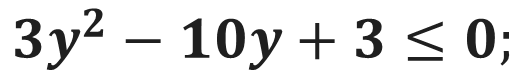 3y² − 10y + 3 ≤ 0;